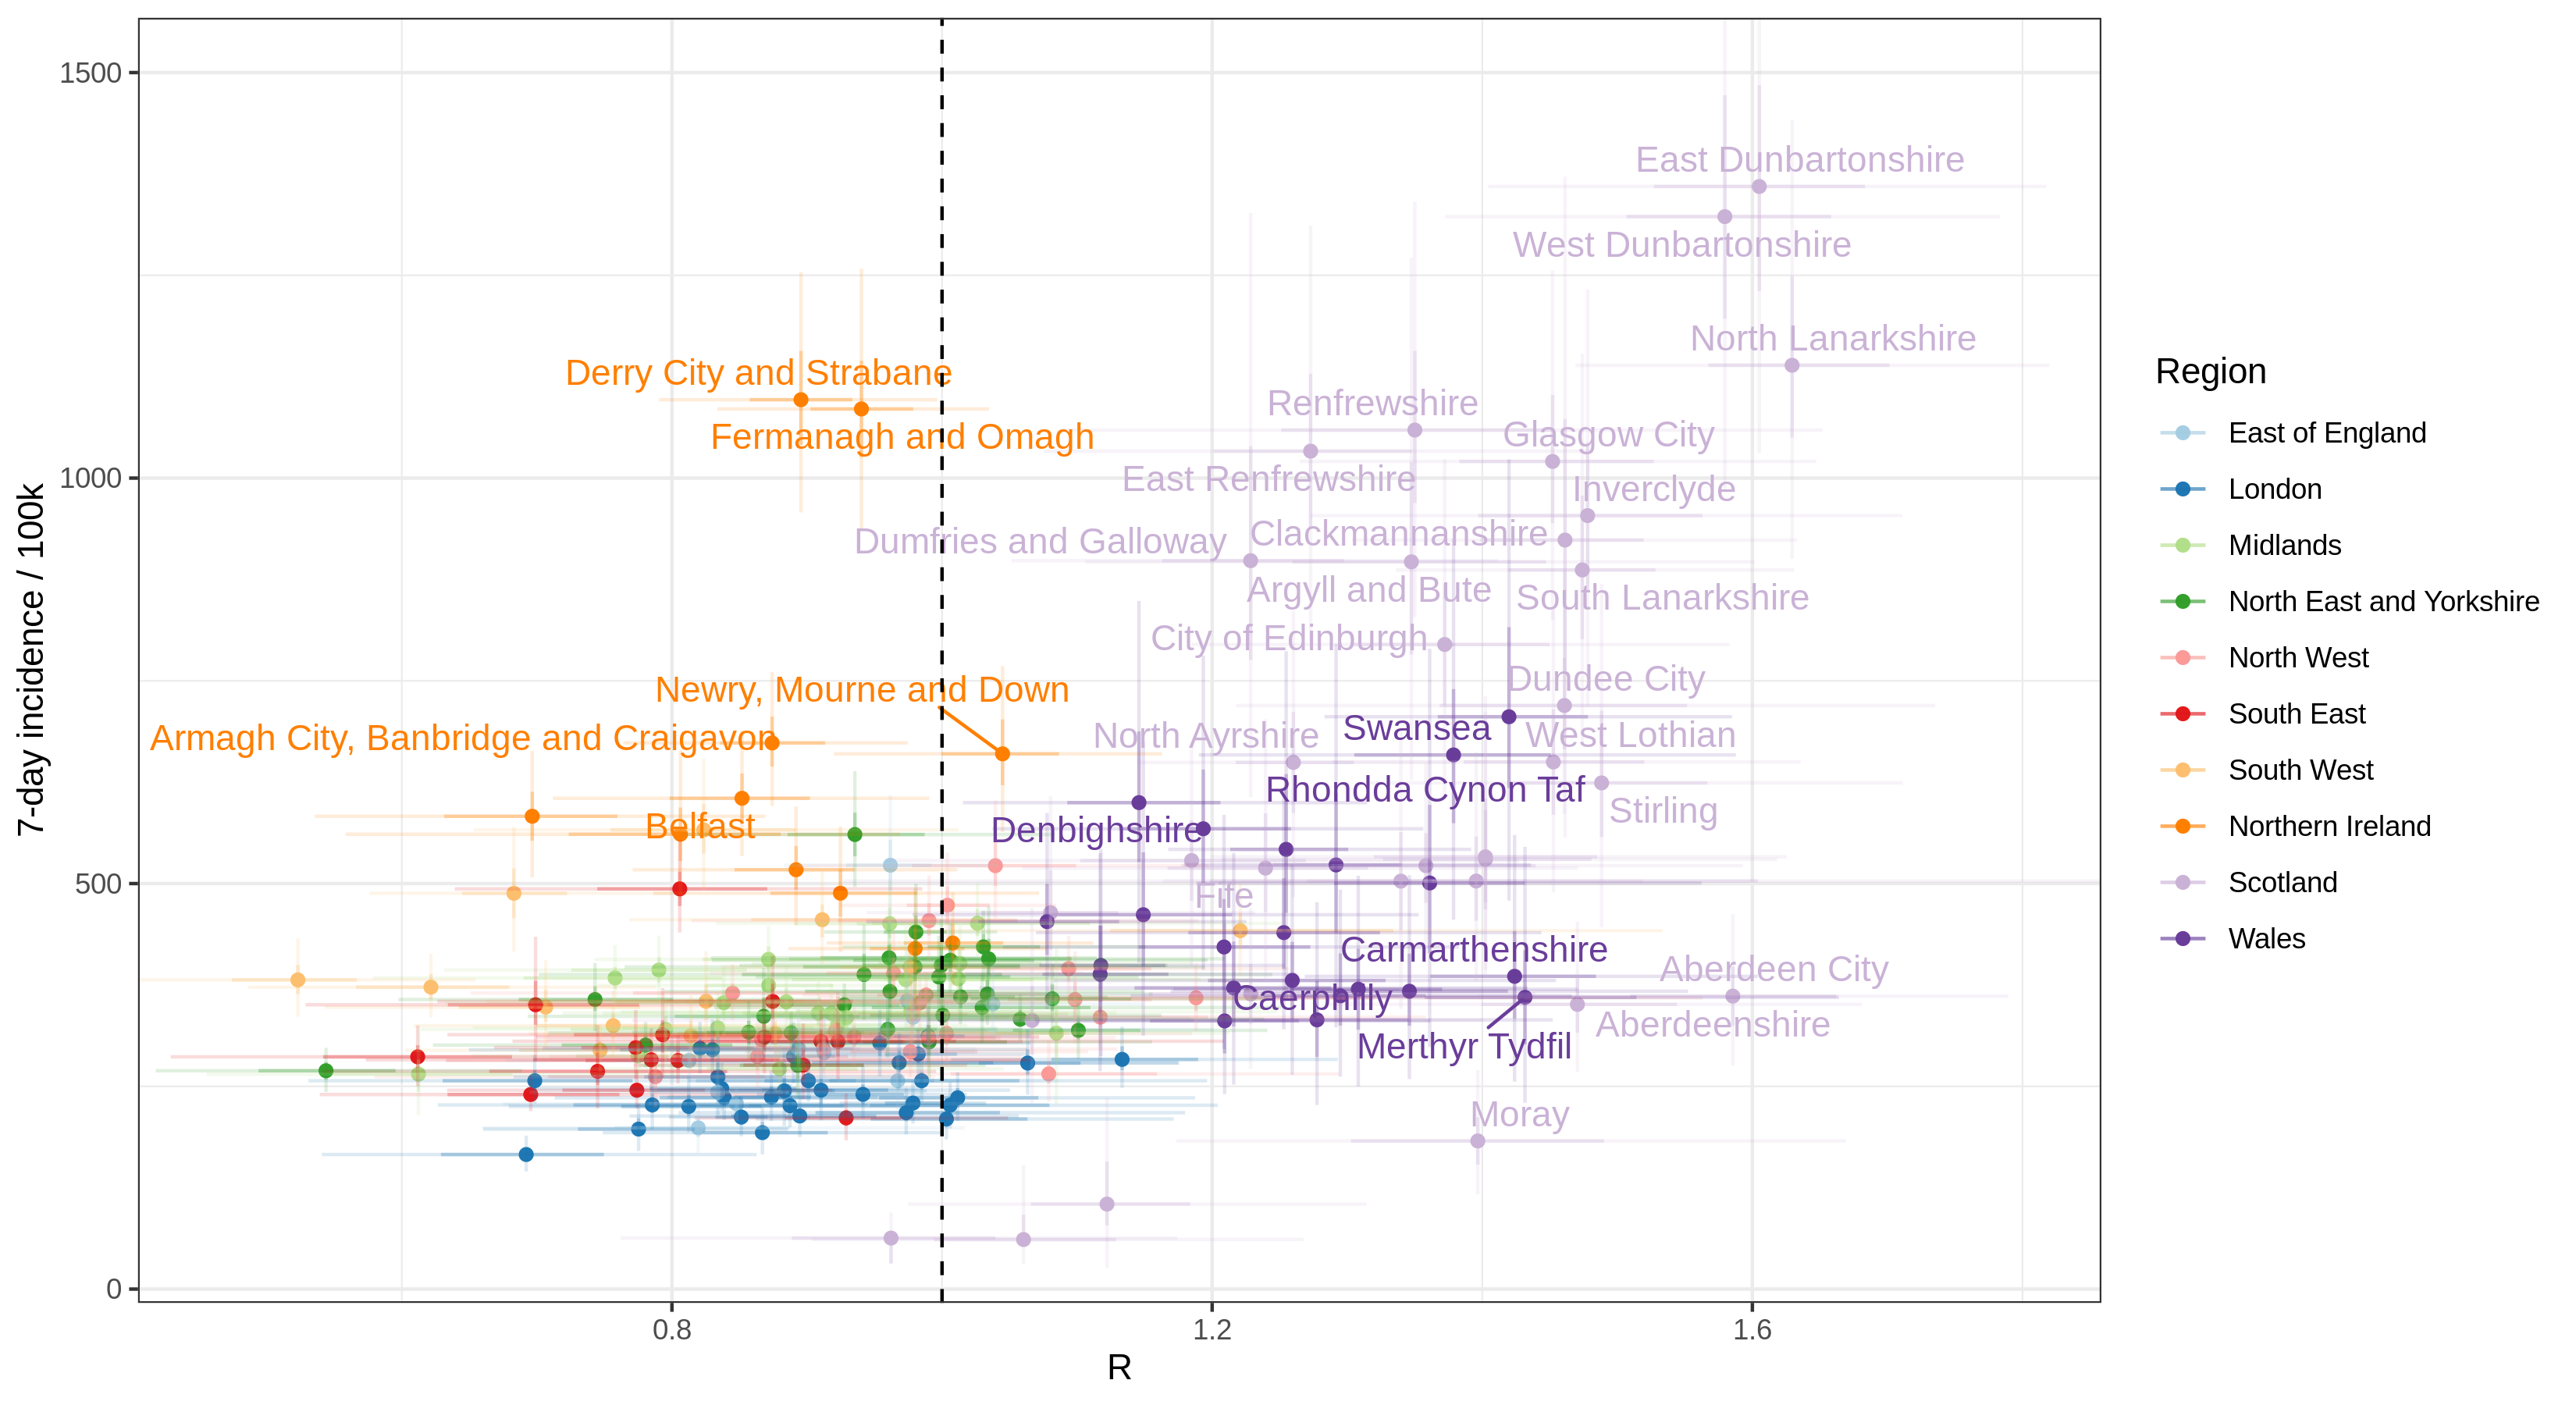 1500
East Dunbartonshire
West Dunbartonshire
North Lanarkshire
Derry City and Strabane
Renfrewshire
Fermanagh and Omagh
Glasgow City
1000
East Renfrewshire
Inverclyde
Dumfries and Galloway
Clackmannanshire
Argyll and Bute
South Lanarkshire
City of Edinburgh
Newry, Mourne and Down
Dundee City
Armagh City, Banbridge and Craigavon
North Ayrshire
Swansea
West Lothian
Rhondda Cynon Taf
Stirling
Belfast
Denbighshire
500
Fife
Carmarthenshire
Aberdeen City
Caerphilly
Aberdeenshire
Merthyr Tydfil
Moray
0
0.8
1.2
1.6
R
7-day incidence / 100k
Region
East of England
London
Midlands
North East and Yorkshire
North West
South East
South West
Northern Ireland
Scotland
Wales